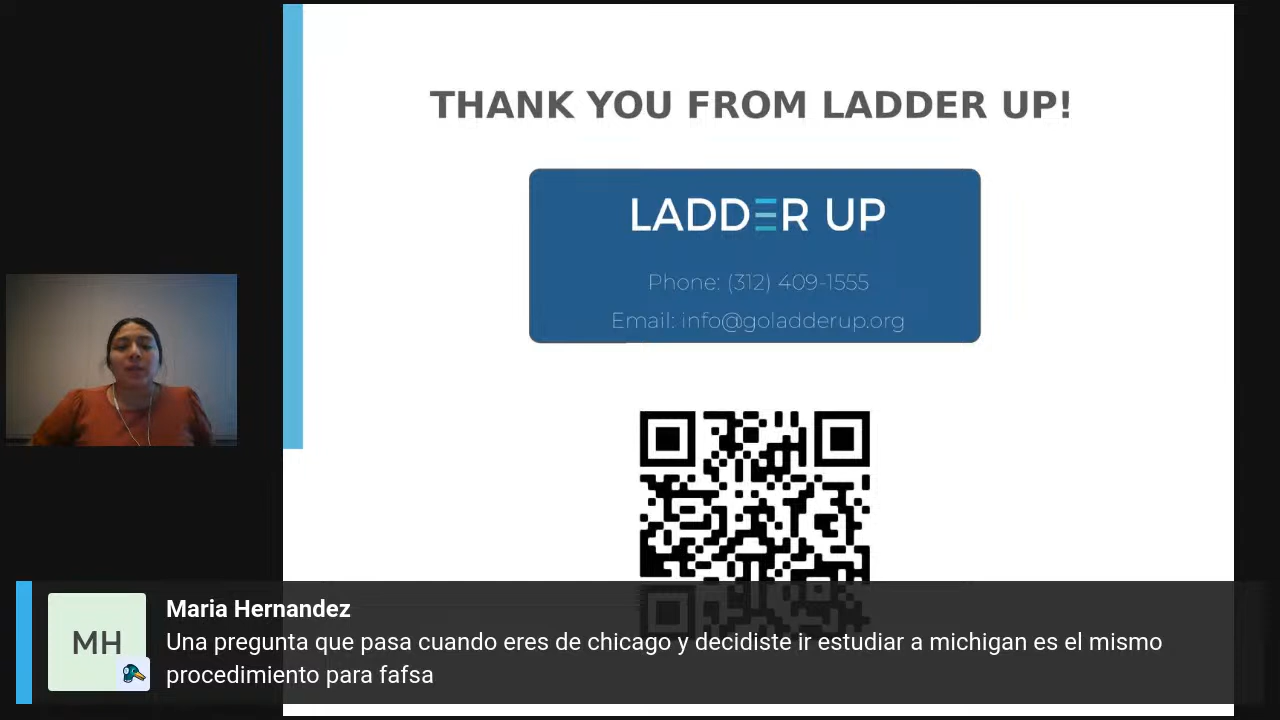 THANK YOU FROM LADDER UP!
LADDER UP
Phone: (312) 409-1555
Email: info@goladderup.org
MH
Maria Hernandez
Una pregunta que pasa cuando eres de chicago y decidiste ir estudiar a michigan es el mismo
procedimiento para fafsa